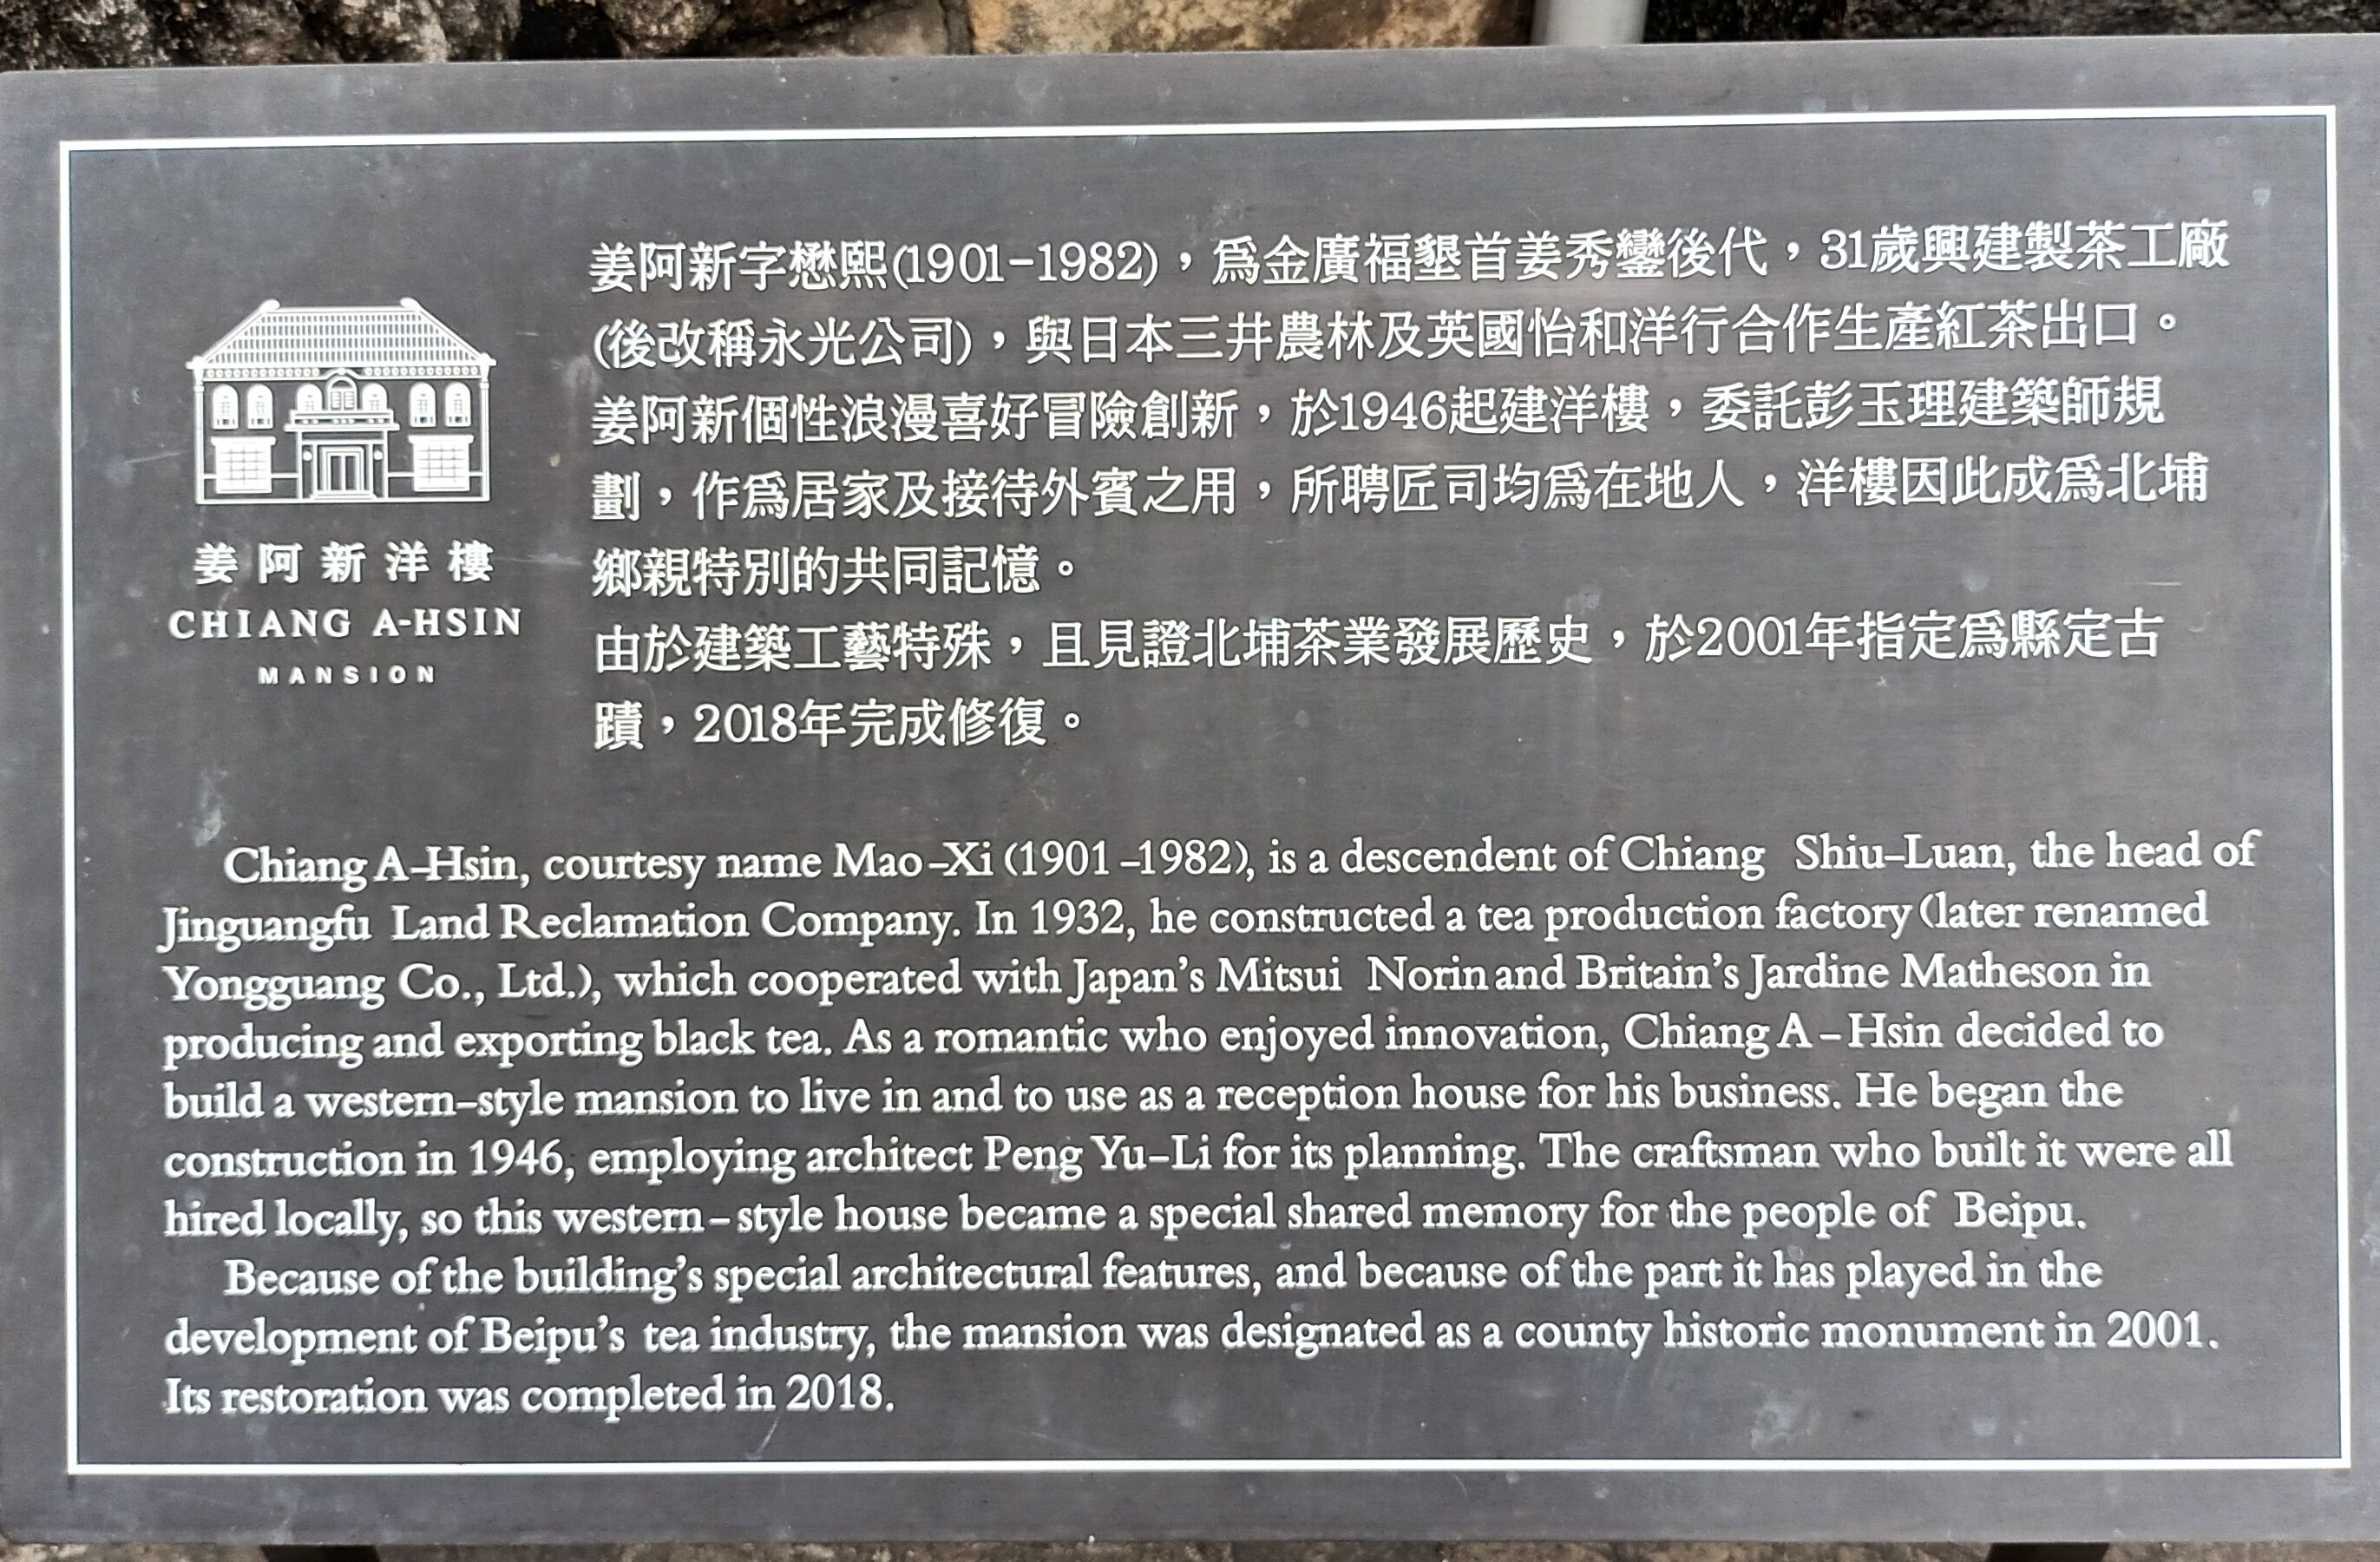 姜阿新洋樓
CHIANG A-HSIN
MANSION
姜阿新字懋熙(1901-1982)，爲金廣福墾首姜秀鑾後代，31歲興建製茶工廠
(後改稱永光公司)，與日本三井農林及英國怡和洋行合作生產紅茶出口。
姜阿新個性浪漫喜好冒險創新，於1946起建洋樓，委託彭玉理建築師規
劃，作爲居家及接待外賓之用，所聘匠司均爲在地人，洋樓因此成爲北埔
鄉親特別的共同記憶。
由於建築工藝特殊，且見證北埔茶業發展歷史，於2001年指定爲縣定古
蹟，2018年完成修復。
Chiang A-Hsin, courtesy name Mao-Xi (1901-1982), is a descendent of Chiang Shiu-Luan, the head of
Jinguangfu Land Reclamation Company. In 1932, he constructed a tea production factory (later renamed
Yongguang Co., Ltd.), which cooperated with Japan's Mitsui Norin and Britain's Jardine Matheson in
producing and exporting black tea. As a romantic who enjoyed innovation, Chiang A-Hsin decided to
build a western-style mansion to live in and to use as a reception house for his business. He began the
construction in 1946, employing architect Peng Yu-Li for its planning. The craftsman who built it were all
hired locally, so this western-style house became a special shared memory for the people of Beipu.
Because of the building's special architectural features, and because of the part it has played in the
development of Beipu's tea industry, the mansion was designated as a county historic monument in 2001.
Its restoration was completed in 2018.